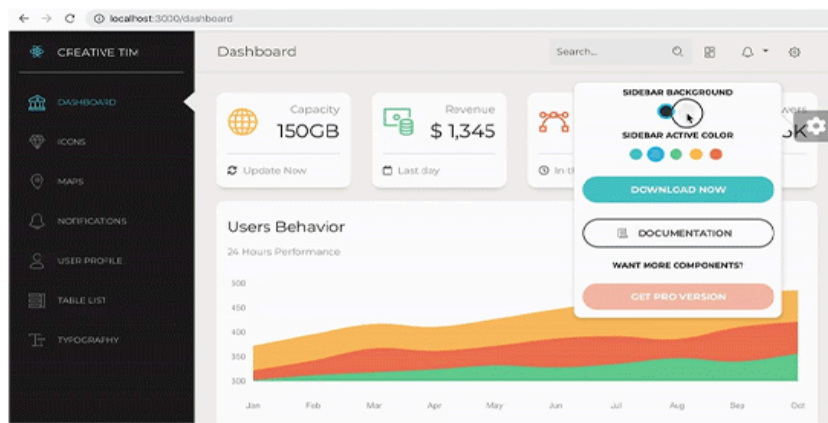 localhost:3000/dashboard
CREATIVE TIM
DASHBOARD
ICONS
MAPS
NOTIFICATIONS
USER PROFILE
TABLE LIST
TYPOGRAPHY
Dashboard
Search...
Capacity
150GB
Update Now
Revenue
$ 1,345
Last day
In
SIDEBAR BACKGROUND
SIDEBAR ACTIVE COLOR
DOWNLOAD NOW
DOCUMENTATION
WANT MORE COMPONENTS?
GET PRO VERSION
Users Behavior
24 Hours Performance
500
450
400
350
300
Jan Feb Mar Apr May Jun Jul Aug Sep Oct